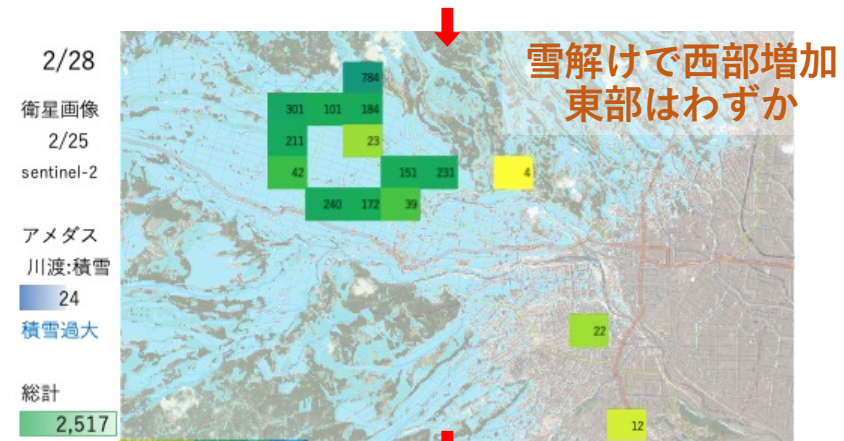 2/28
衛星画像
2/25
sentinel-2
アメダス
川渡:積雪
24
積雪過大
総計
2,517
雪解けで西部増加
東部はわずか
784
301 101 184
211 23
42 151 231 4
240 172 39
22
12